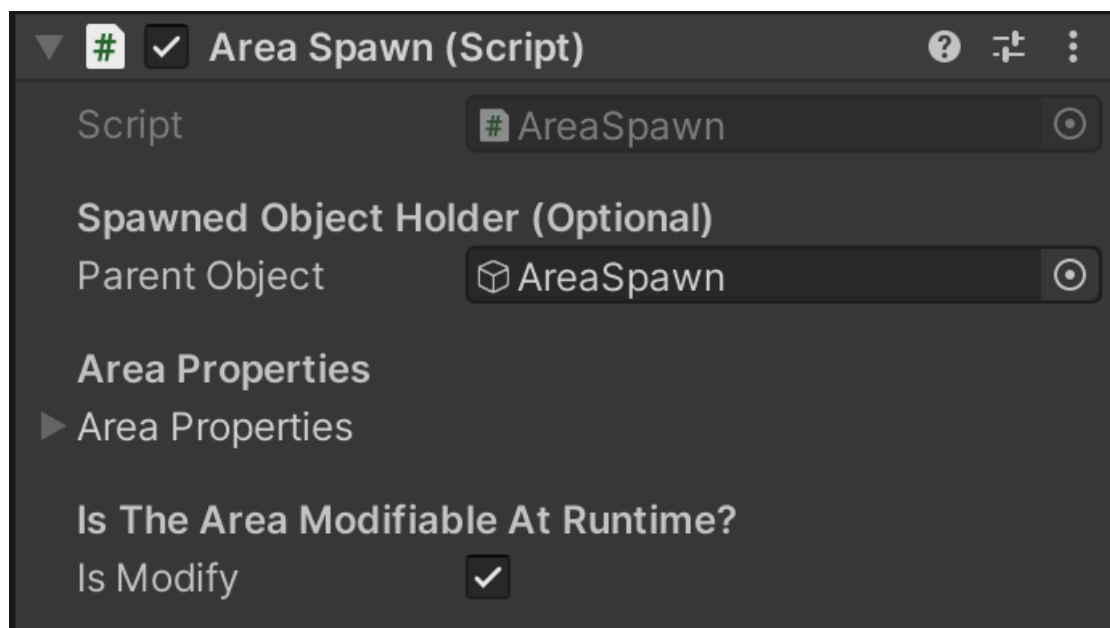 # Area Spawn (Script)
Script # AreaSpawn
Spawned Object Holder (Optional)
Parent Object AreaSpawn
Area Properties
Area Properties
Is The Area Modifiable At Runtime?
Is Modify